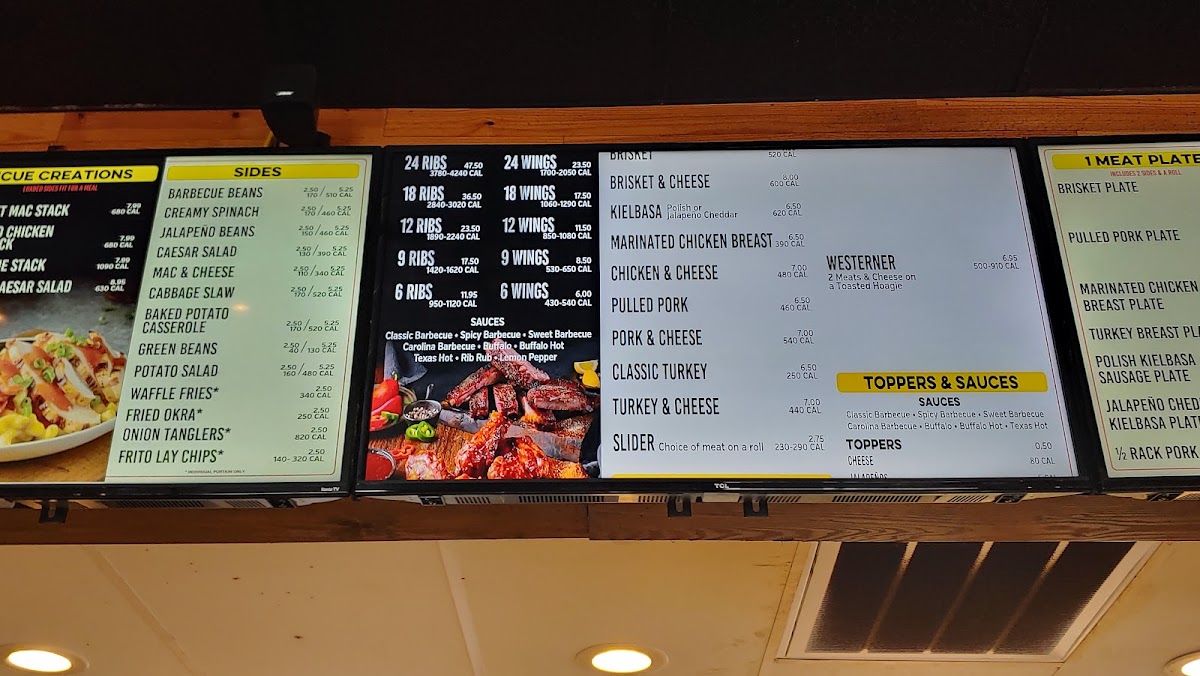 CUE CREATIONS
LOADED SIDES FIT FOR A MEAL
T MAC STACK 7.99
680 CAL
CHICKEN
CK 7.99
680 CAL
E STACK 7.99
1090 CAL
AESAR SALAD 8.95
630 CAL
SIDES
BARBECUE BEANS 2.50 / 5.25
170 / 510 CAL
CREAMY SPINACH 2.50 / 5.25
170 / 460 CAL
JALAPEÑO BEANS 2.50 / 5.25
150 / 460 CAL
CAESAR SALAD 2.50 / 5.25
130 / 390 CAL
MAC & CHEESE 2.50 / 5.25
110 / 340 CAL
CABBAGE SLAW 2.50 / 5.25
170 / 520 CAL
BAKED POTATO
CASSEROLE 2.50 / 5.25
170 / 520 CAL
GREEN BEANS 2.50 / 5.25
40 / 130 CAL
POTATO SALAD 2.50 / 5.25
160 / 480 CAL
WAFFLE FRIES* 2.50
340 CAL
FRIED OKRA* 2.50
250 CAL
ONION TANGLERS* 2.50
820 CAL
FRITO LAY CHIPS* 2.50
140-320 CAL
*INDIVIDUAL PORTION ONLY
24 RIBS 47.50
3780-4240 CAL
18 RIBS 36.50
2840-3020 CAL
12 RIBS 23.50
1890-2240 CAL
9 RIBS 17.50
1420-1620 CAL
6 RIBS 11.95
950-1120 CAL
24 WINGS 23.50
1700-2050 CAL
18 WINGS 17.50
1060-1290 CAL
12 WINGS 11.50
850-1080 CAL
9 WINGS 8.50
530-650 CAL
6 WINGS 6.00
430-540 CAL
SAUCES
Classic Barbecue • Spicy Barbecue • Sweet Barbecue
Carolina Barbecue • Buffalo • Buffalo Hot
Texas Hot • Rib Rub • Lemon Pepper
BRISKET 520 CAL
BRISKET & CHEESE 8.00
600 CAL
KIELBASA Polish or
Jalapeño Cheddar 6.50
620 CAL
MARINATED CHICKEN BREAST 6.50
390 CAL
CHICKEN & CHEESE 7.00
480 CAL
PULLED PORK 6.50
460 CAL
PORK & CHEESE 7.00
540 CAL
CLASSIC TURKEY 6.50
250 CAL
TURKEY & CHEESE 7.00
440 CAL
SLIDER Choice of meat on a roll 2.75
230-290 CAL
WESTERNER 6.95
500-910 CAL
2 Meats & Cheese on
a Toasted Hoagie
TOPPERS & SAUCES
SAUCES
Classic Barbecue • Spicy Barbecue • Sweet Barbecue
Carolina Barbecue • Buffalo • Buffalo Hot • Texas Hot
TOPPERS 0.50
CHEESE 80 CAL
JALAPEÑOS
TCL
1 MEAT PLATE
INCLUDES 2 SIDES & A ROLL
BRISKET PLATE
PULLED PORK PLATE
MARINATED CHICKEN
BREAST PLATE
TURKEY BREAST PL
POLISH KIELBASA
SAUSAGE PLATE
JALAPEÑO CHED
KIELBASA PLAT
½ RACK PORK